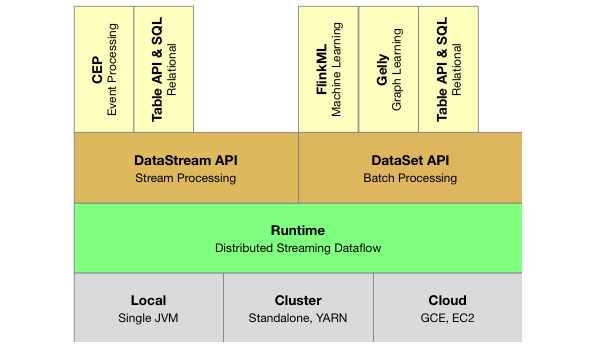 CEP
Event Processing
Table API & SQL
Relational
FlinkML
Machine Learning
Gelly
Graph Learning
Table API & SQL
Relational
DataStream API
Stream Processing
DataSet API
Batch Processing
Runtime
Distributed Streaming Dataflow
Local
Single JVM
Cluster
Standalone, YARN
Cloud
GCE, EC2